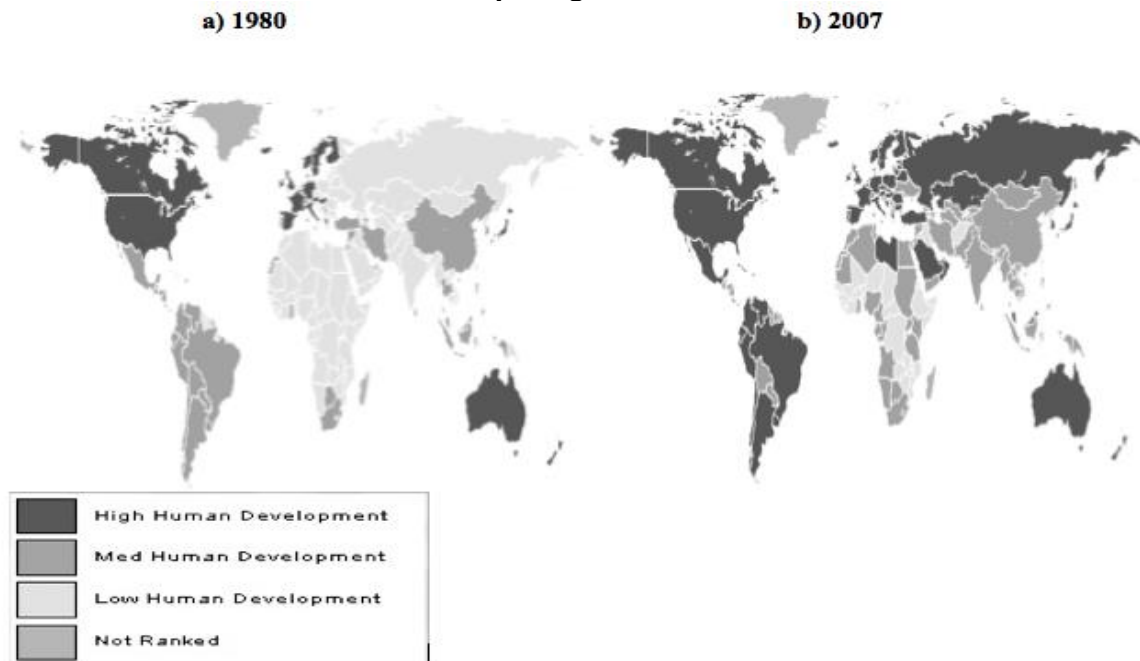 a) 1980
b) 2007
High Human Development
Med Human Development
Low Human Development
Not Ranked